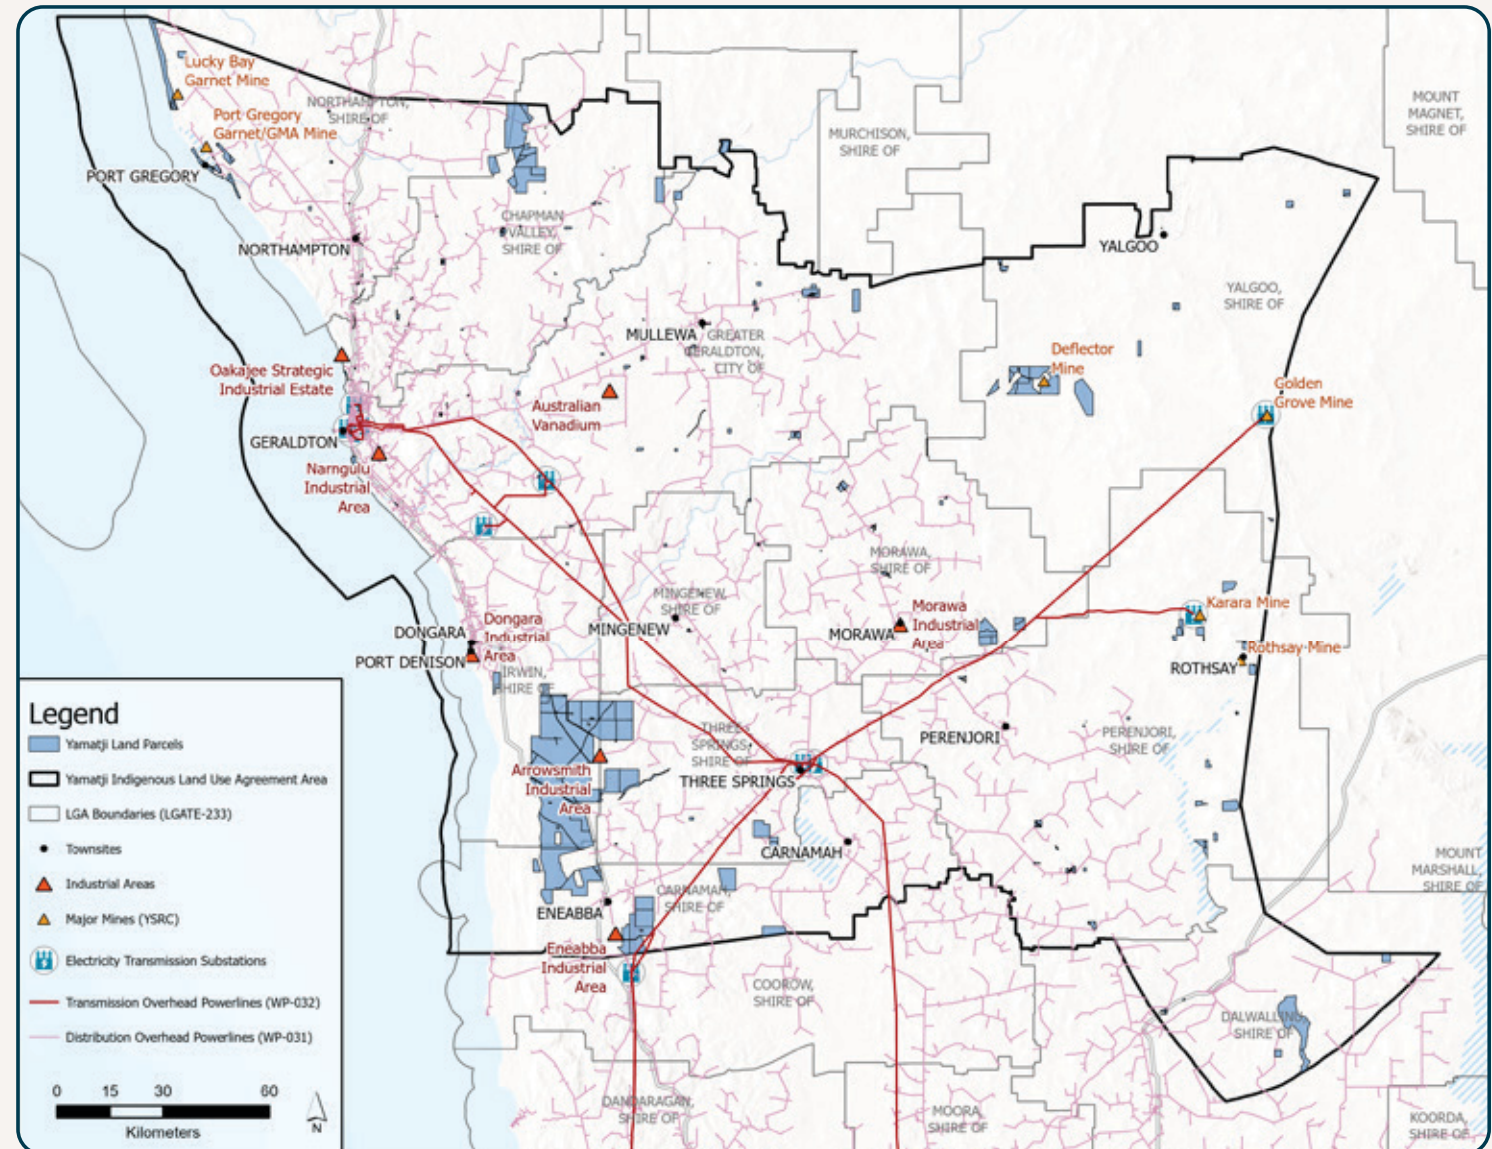 Lucky Bay
Garnet Mine
NORTHAMPTON,
SHIRE OF
Port Gregory
Garnet/GMA Mine
PORT GREGORY
MURCHISON,
SHIRE OF
MOUNT
MAGNET,
SHIRE OF
CHAPMAN
VALLEY,
SHIRE OF
NORTHAMPTON
YALGOO
YALGOO,
SHIRE OF
MULLEWA
GREATER
GERALDTON,
CITY OF
Oakajee Strategic
Industrial Estate
Deflector
Mine
Golden
Grove Mine
Australian
Vanadium
GERALDTON
Narngulu
Industrial
Area
MORAWA,
SHIRE OF
MINGENEW,
SHIRE OF
Karara Mine
DONGARA
Dongara
Industrial
Area
MINGENEW
MORAWA
Morawa
Industrial
Area
PORT DENISON
Rothsay Mine
ROTHSAY
IRWIN,
SHIRE OF
THREE
SPRINGS,
SHIRE OF
PERENJORI
PERENJORI,
SHIRE OF
Arrowsmith
Industrial
Area
THREE SPRINGS
CARNAMAH
MOUNT
MARSHALL,
SHIRE OF
CARNAMAH,
SHIRE OF
ENEABBA
Eneabba
Industrial
Area
COOROW,
SHIRE OF
DALWALLINU,
SHIRE OF
DANDARAGAN,
SHIRE OF
MOORA,
SHIRE OF
KOORDA,
SHIRE OF
Legend
Yamatji Land Parcels
Yamatji Indigenous Land Use Agreement Area
LGA Boundaries (LGATE-233)
Townsites
Industrial Areas
Major Mines (YSRC)
Electricity Transmission Substations
Transmission Overhead Powerlines (WP-032)
Distribution Overhead Powerlines (WP-031)
0 15 30 60
Kilometers
N